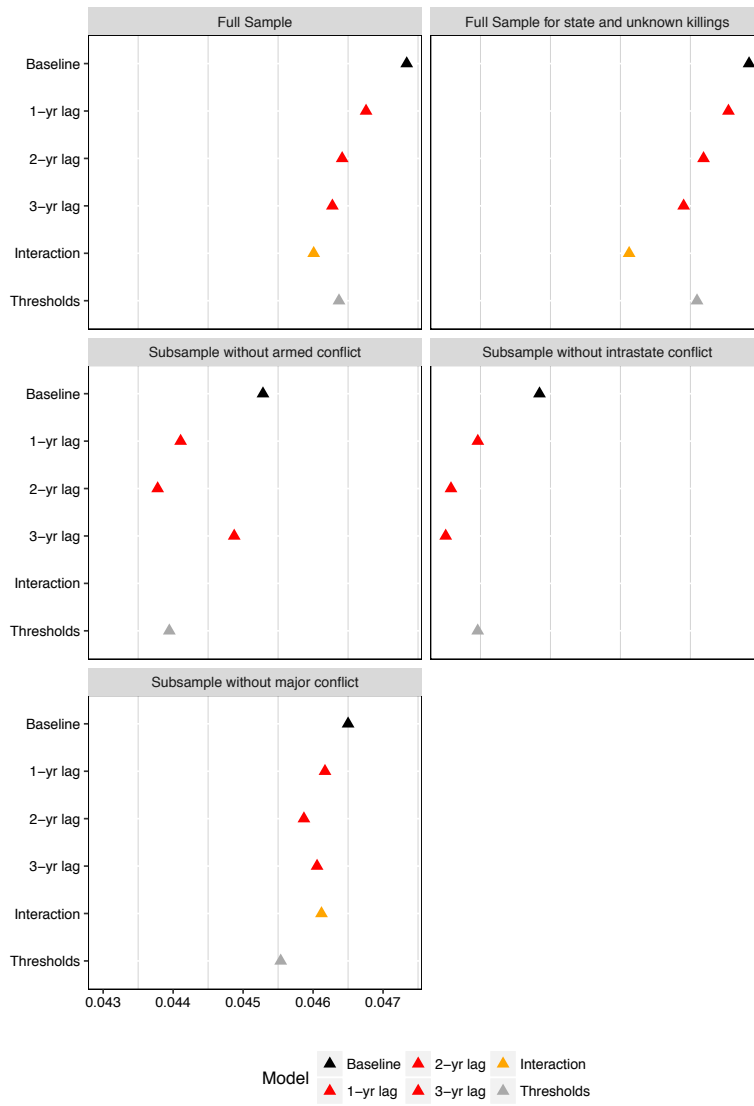 Full Sample
Full Sample for state and unknown killings
Baseline
1−yr lag
2−yr lag
3−yr lag
Interaction
Thresholds
Subsample without armed conflict
Subsample without intrastate conflict
Baseline
1−yr lag
2−yr lag
3−yr lag
Interaction
Thresholds
Subsample without major conflict
Baseline
1−yr lag
2−yr lag
3−yr lag
Interaction
Thresholds
0.043 0.044 0.045 0.046 0.047
Model
Baseline 2−yr lag Interaction
1−yr lag 3−yr lag Thresholds